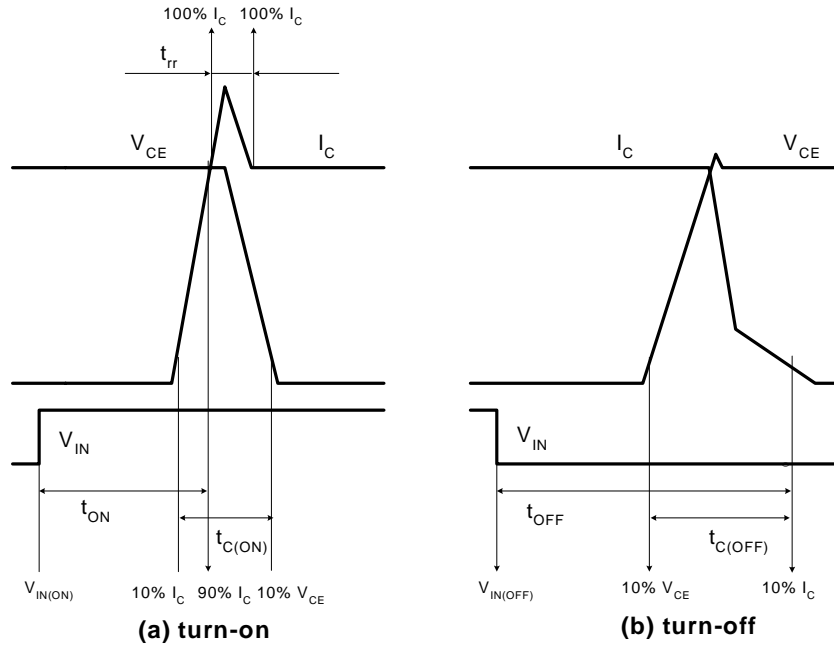 100% I_C 100% I_C
t_rr
V_CE I_C
I_C V_CE
V_IN
V_IN
t_ON
t_OFF
t_C(ON)
t_C(OFF)
V_IN(ON) 10% I_C 90% I_C 10% V_CE
V_IN(OFF) 10% V_CE 10% I_C
(a) turn-on
(b) turn-off